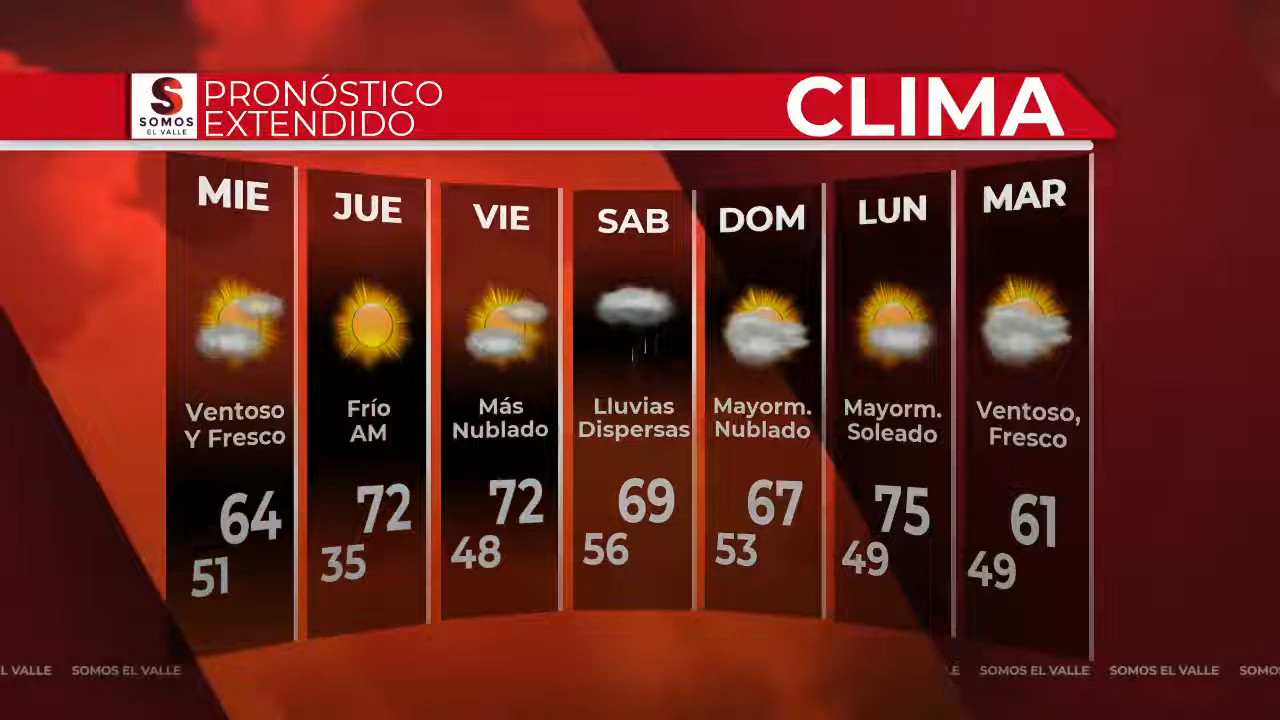 SOMOS
EL VALLE
PRONÓSTICO
EXTENDIDO
CLIMA
MIE
Ventoso
Y Fresco
64
51
JUE
Frío
AM
72
35
VIE
Más
Nublado
72
48
SAB
Lluvias
Dispersas
69
56
DOM
Mayorm.
Nublado
67
53
LUN
Mayorm.
Soleado
75
49
MAR
Ventoso,
Fresco
61
49
L VALLE SOMOS EL VALLE LE SOMOS EL VALLE SOMOS EL VALLE SOMO